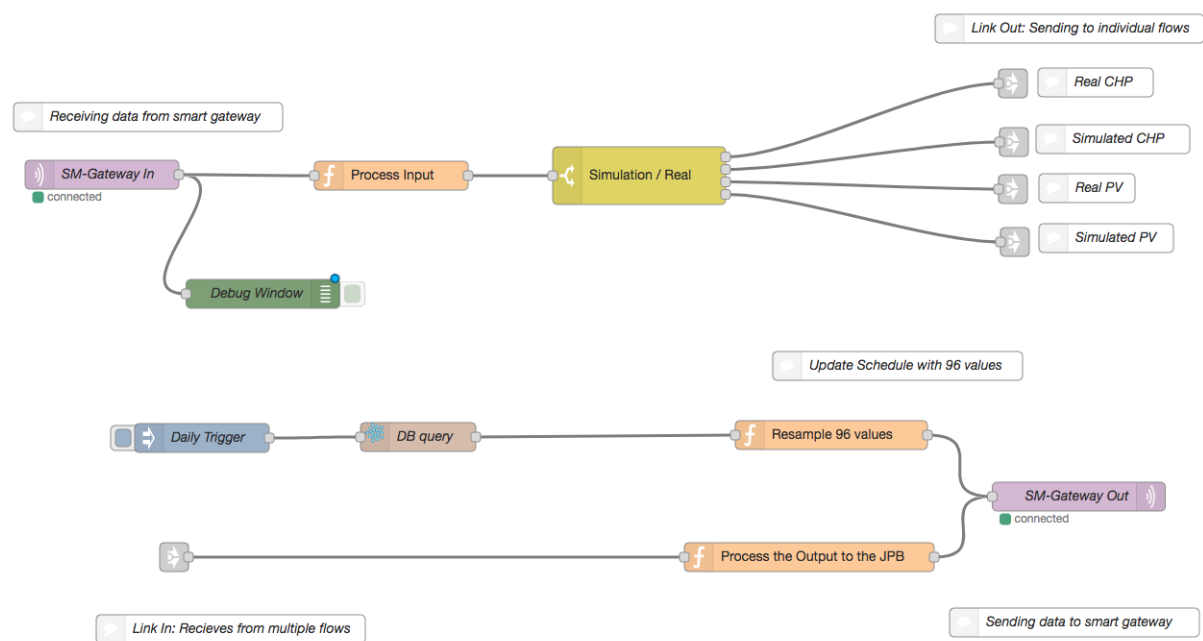 Link Out: Sending to individual flows
Real CHP
Receiving data from smart gateway
Simulated CHP
SM-Gateway In
Process Input
Simulation / Real
connected
Real PV
Simulated PV
Debug Window
Update Schedule with 96 values
Daily Trigger
DB query
Resample 96 values
SM-Gateway Out
connected
Process the Output to the JPB
Link In: Recieves from multiple flows
Sending data to smart gateway